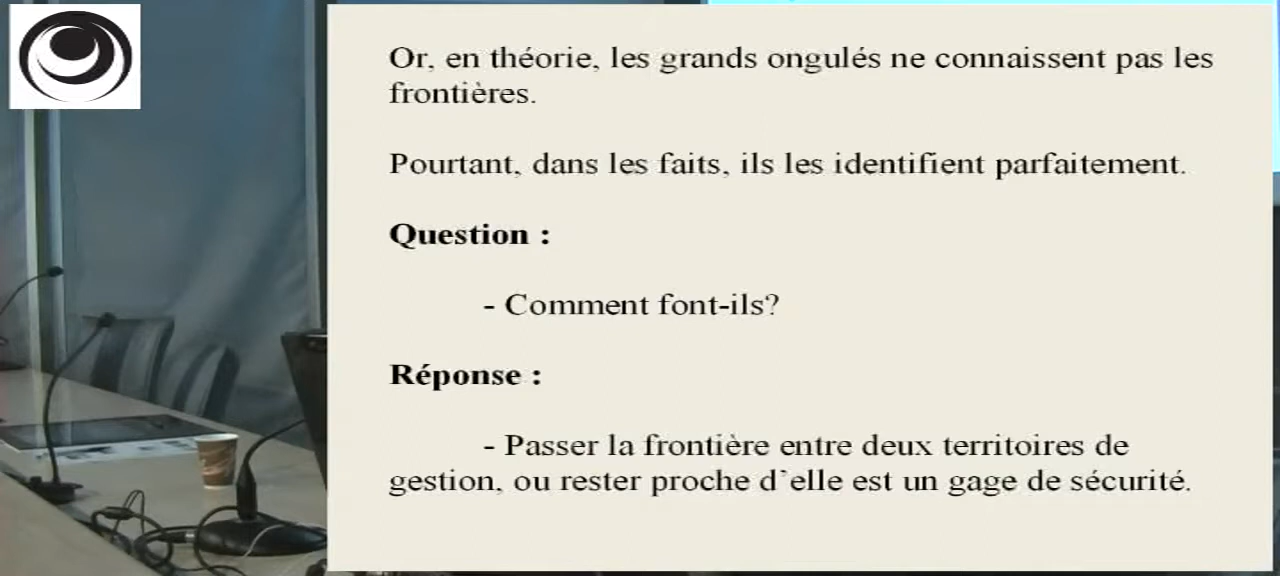 Or, en théorie, les grands ongulés ne connaissent pas les
frontières.
Pourtant, dans les faits, ils les identifient parfaitement.
Question :
- Comment font-ils?
Réponse :
- Passer la frontière entre deux territoires de
gestion, ou rester proche d'elle est un gage de sécurité.